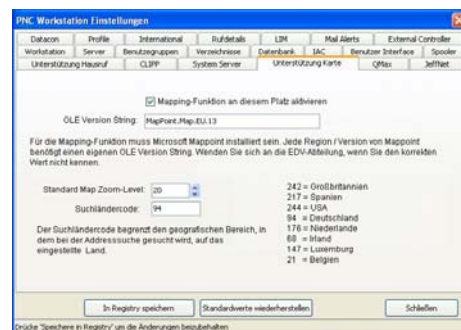 PNC Workstation Einstellungen
Datacon Profile International Rufdetails LIM Mail Alerts External Controller
Workstation Server Benutzergruppen Verzeichnisse Datenbank IAC Benutzer Interface Spooler
Unterstützung Hausruf CLIPP System Server Unterstützung Karte QMax JeffNet
Mapping-Funktion an diesem Platz aktivieren
OLE Version String: MapPoint.Map.EU.13
Für die Mapping-Funktion muss Microsoft Mappoint installiert sein. Jede Region / Version von Mappoint
benötigt einen eigenen OLE Version String. Wenden Sie sich an die EDV-Abteilung, wenn Sie den korrekten
Wert nicht kennen.
Standard Map Zoom-Level: 20
Suchländercode: 94
Der Suchländercode begrenzt den geografischen Bereich, in
dem bei der Addresssuche gesucht wird, auf das
eingestellte Land.
242 = Großbritannien
217 = Spanien
244 = USA
94 = Deutschland
176 = Niederlande
68 = Irland
147 = Luxemburg
21 = Belgien
In Registry speichern Standardwerte wiederherstellen Schließen
Drücke 'Speichere in Registry' um die Änderungen beizubehalten